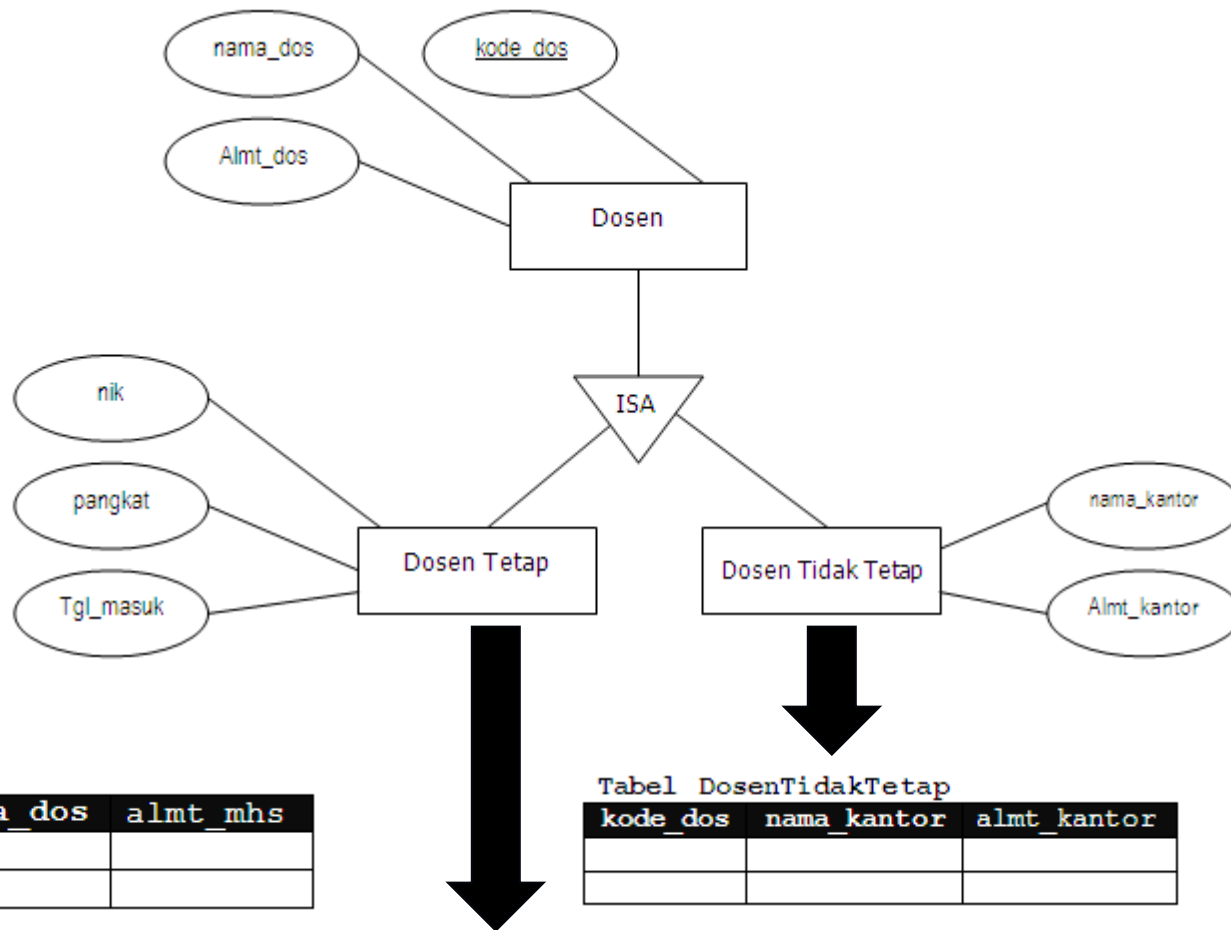 nama_dos
kode_dos
Almt_dos
Dosen
ISA
nik
pangkat
Tgl_masuk
Dosen Tetap
Dosen Tidak Tetap
nama_kantor
Almt_kantor
a_dos almt_mhs
Tabel DosenTidakTetap
kode_dos nama_kantor almt_kantor